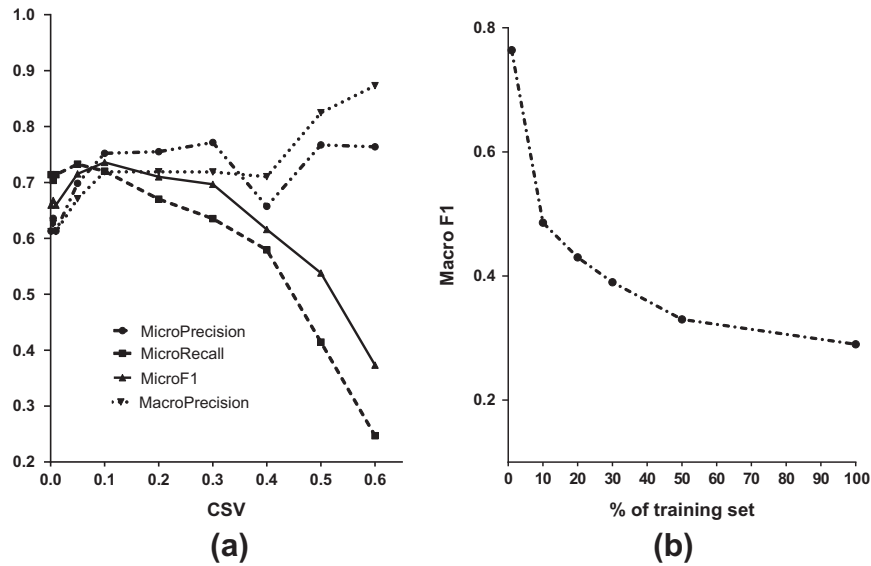 1.0
0.9
0.8
0.7
0.6
0.5
0.4
0.3
0.2
MicroPrecision
MicroRecall
MicroF1
MacroPrecision
0.0 0.1 0.2 0.3 0.4 0.5 0.6
CSV
(a)
0.8
0.6
0.4
0.2
Macro F1
0 10 20 30 40 50 60 70 80 90 100
% of training set
(b)